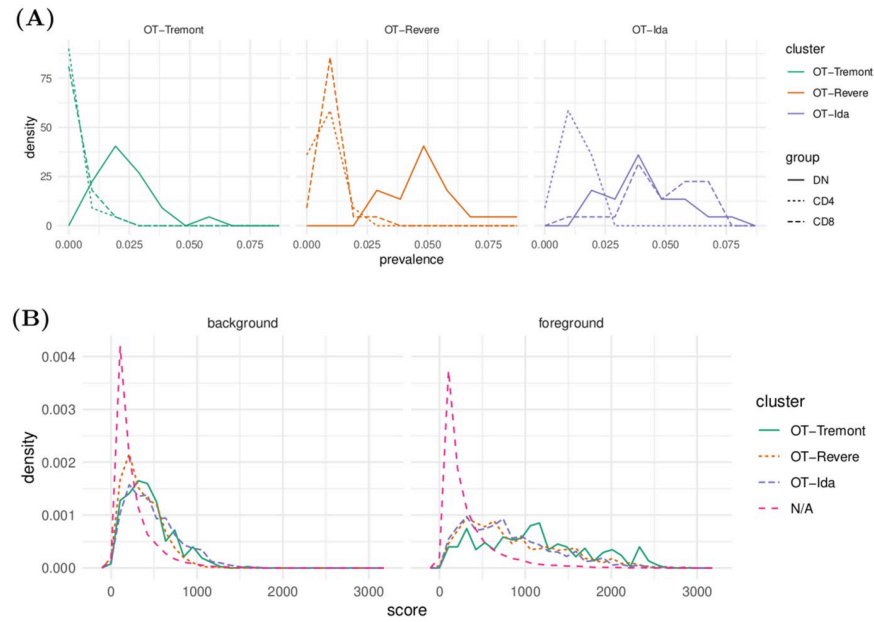 (A)
OT−Tremont
OT−Revere
OT−Ida
density
75
50
25
0
0.000
0.025
0.050
0.075
0.000
0.025
0.050
0.075
0.000
0.025
0.050
0.075
prevalence
cluster
OT−Tremont
OT−Revere
OT−Ida
group
DN
CD4
CD8
(B)
background
foreground
density
0.004
0.003
0.002
0.001
0.000
0
1000
2000
3000
0
1000
2000
3000
score
cluster
OT−Tremont
OT−Revere
OT−Ida
N/A